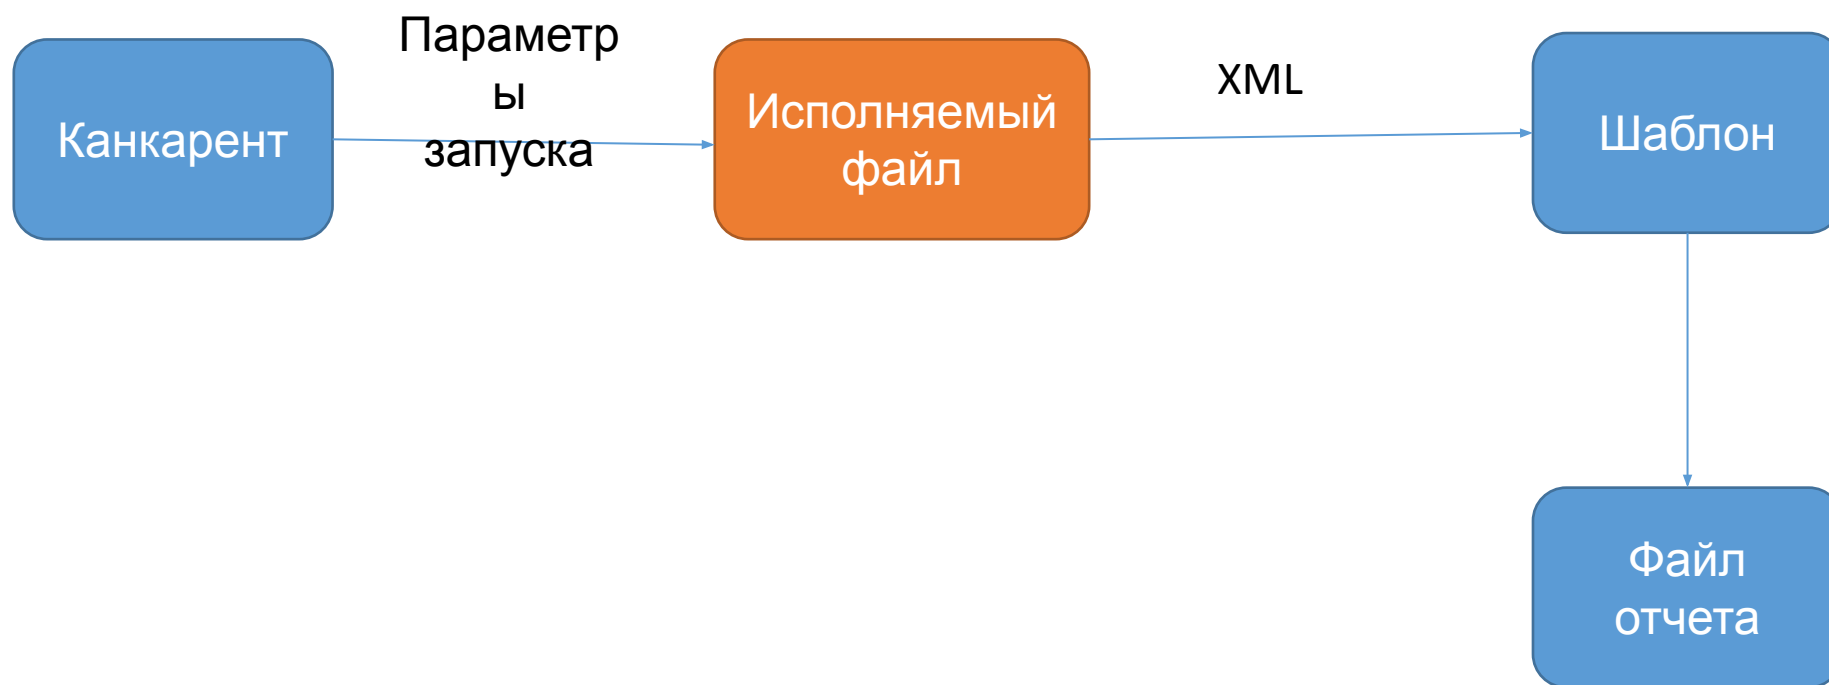 Параметр
ы
запуска
Канкарент
Исполняемый
файл
XML
Шаблон
Файл
отчета